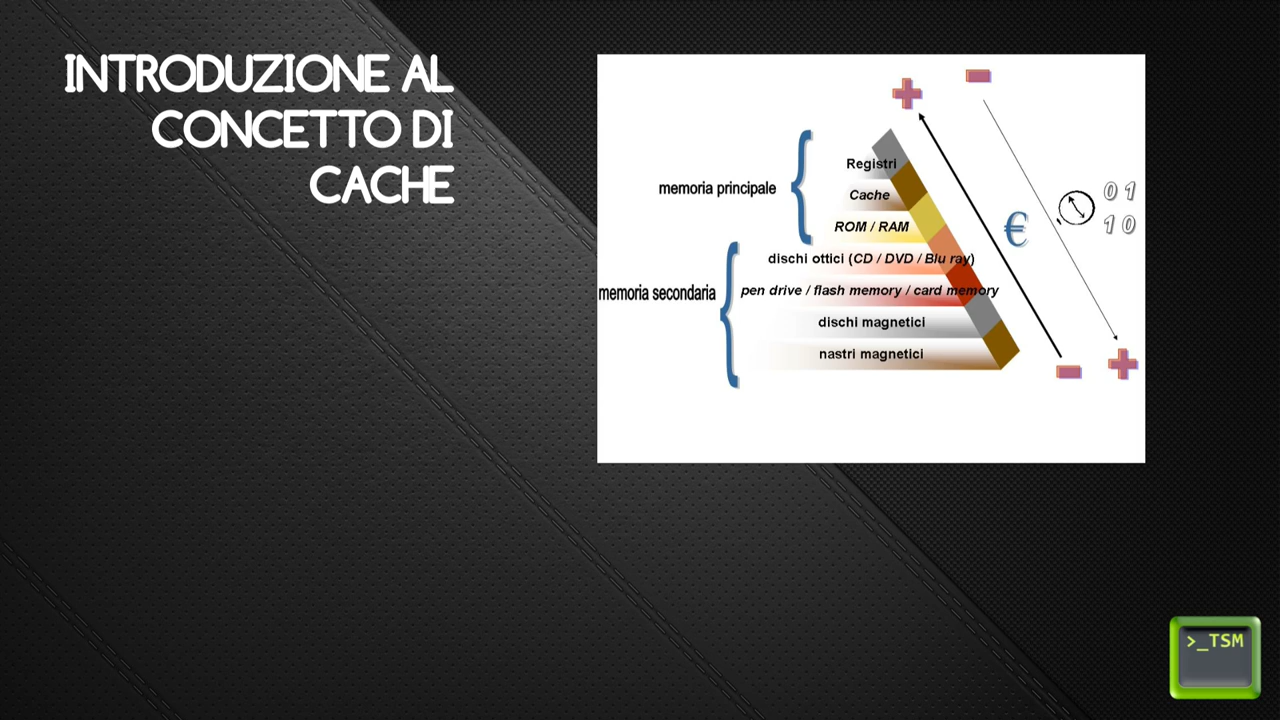 INTRODUZIONE AL
CONCETTO DI
CACHE
memoria principale
Registri
Cache
ROM / RAM
memoria secondaria
dischi ottici (CD / DVD / Blu ray)
pen drive / flash memory / card memory
dischi magnetici
nastri magnetici
€
0 1
1 0
>_TSM